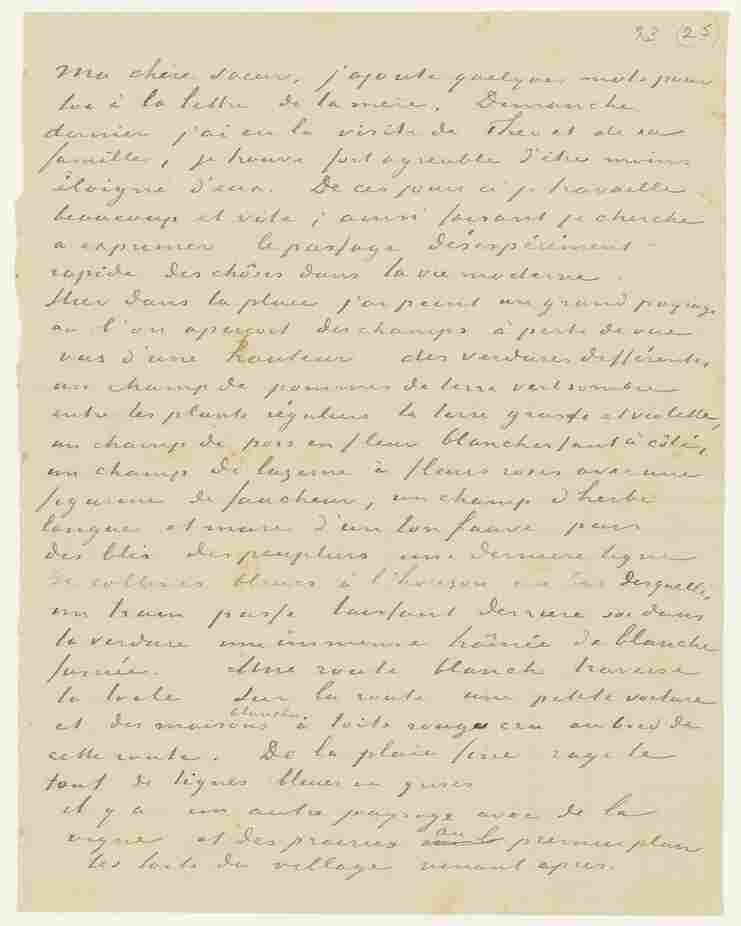 93 (25)
Ma chère soeur, j'ajoute quelques mots pour
toi à la lettre de la mère. Dimanche
dernier j'ai eu la visite de Theo et de sa
famille, je trouve fort agreable d'être moins
éloigné d'eux. De ces jours ci je travaille
beaucoup et vite; ainsi faisant je cherche
a exprimer le passage désespérément
rapide des chôses dans la vie moderne.
Hier dans la pluie j'ai peint un grand paysage
ou l'on apercoit des champs à perte de vue
vus d'une hauteur des verdures différentes
un champ de pommes de terre vert sombre
entre les plants réguliers la terre grasse et violette,
un champ de pois en fleur blanchissant à côté,
un champ de luzerne à fleurs roses avec une
figurine de faucheur, un champ d'herbe
longue et mure d'un ton fauve puis
des blés des peupliers une derniere ligne
de collines bleues à l'horizon au bas desquelles
un train passe laissant derriere soi dans
la verdure une immense trâinée de blanche
fumée. Une route blanche traverse
la toile Sur la route une petite voiture
et des maisons blanches à toits rouge cru au bord de
cette route. De la pluie fine raye le
tout de lignes bleues ou grises
il y a un autre paysage avec de la
vigne et des prairies au premier plan
les toits du village venant après.